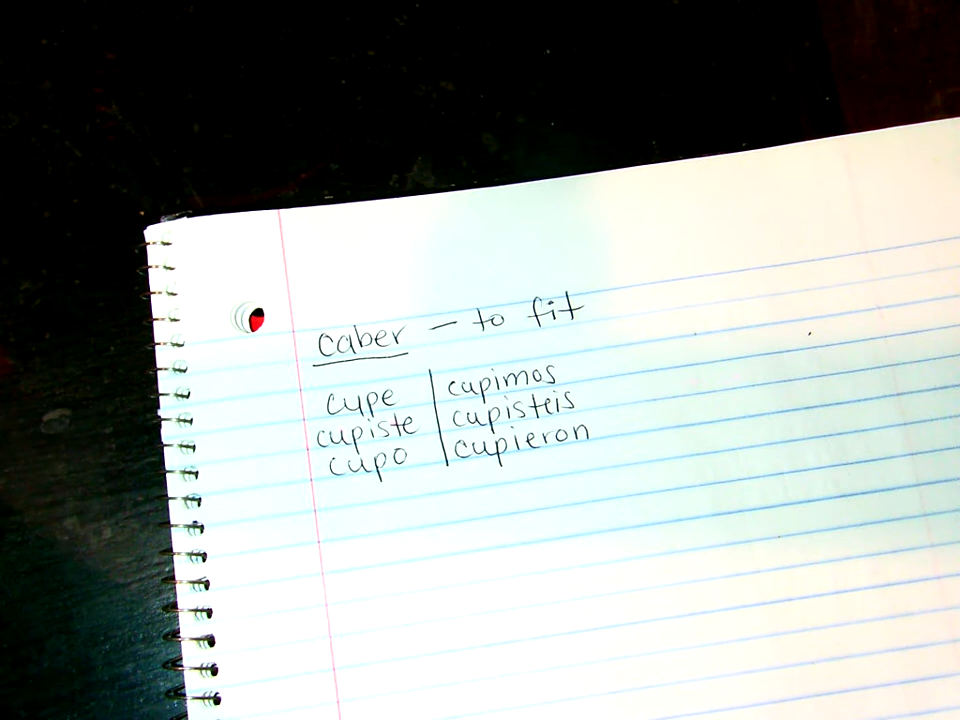 caber - to fit
cupe | cupimos
cupiste | cupisteis
cupo | cupieron